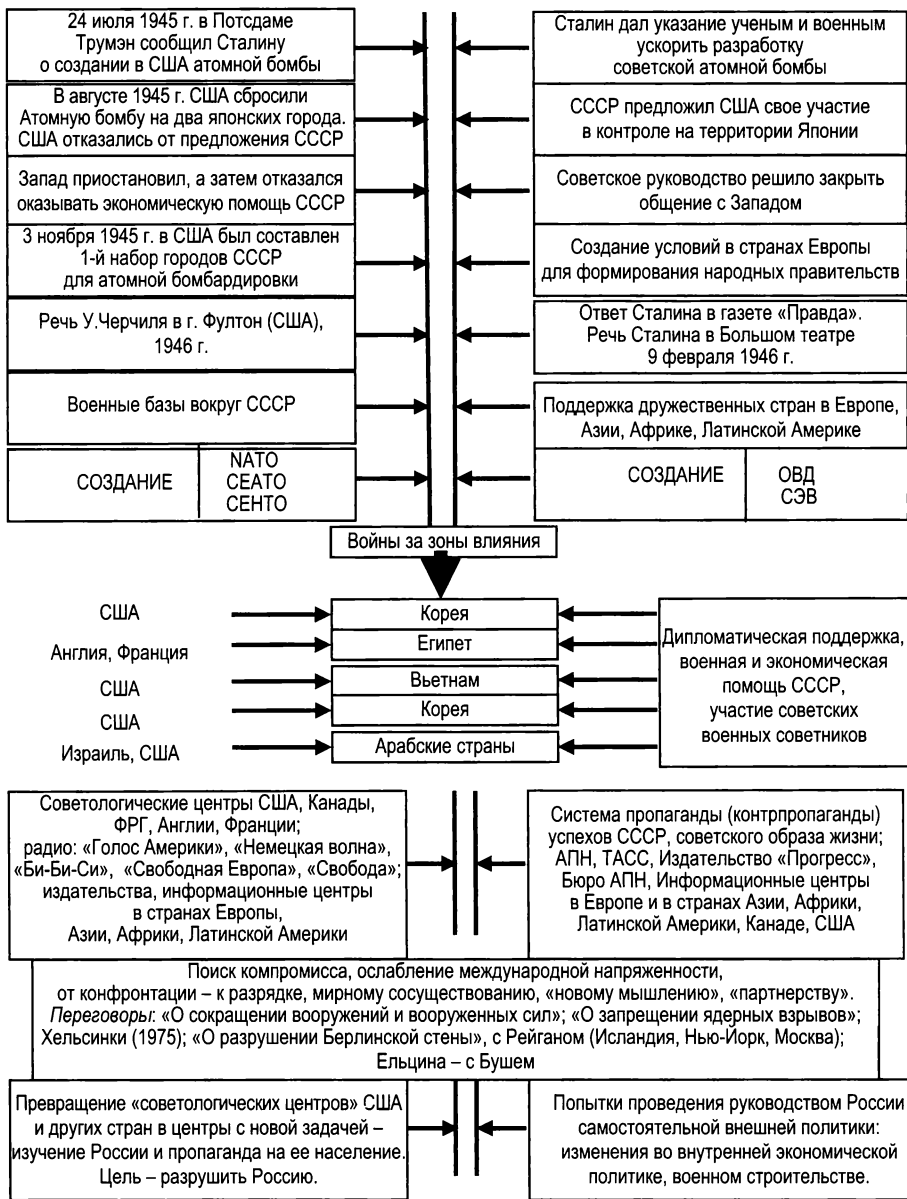 24 июля 1945 г. в Потсдаме
Трумэн сообщил Сталину
о создании в США атомной бомбы
Сталин дал указание ученым и военным
ускорить разработку
советской атомной бомбы
В августе 1945 г. США сбросили
Атомную бомбу на два японских города.
США отказались от предложения СССР
СССР предложил США свое участие
в контроле на территории Японии
Запад приостановил, а затем отказался
оказывать экономическую помощь СССР
Советское руководство решило закрыть
общение с Западом
3 ноября 1945 г. в США был составлен
1-й набор городов СССР
для атомной бомбардировки
Создание условий в странах Европы
для формирования народных правительств
Речь У.Черчиля в г. Фултон (США),
1946 г.
Ответ Сталина в газете «Правда».
Речь Сталина в Большом театре
9 февраля 1946 г.
Военные базы вокруг СССР
Поддержка дружественных стран в Европе,
Азии, Африке, Латинской Америке
СОЗДАНИЕ
NATO
СЕАТО
СЕНТО
СОЗДАНИЕ
ОВД
СЭВ
Войны за зоны влияния
США
Корея
Англия, Франция
Египет
США
Вьетнам
США
Корея
Израиль, США
Арабские страны
Дипломатическая поддержка,
военная и экономическая
помощь СССР,
участие советских
военных советников
Советологические центры США, Канады,
ФРГ, Англии, Франции;
радио: «Голос Америки», «Немецкая волна»,
«Би-Би-Си», «Свободная Европа», «Свобода»;
издательства, информационные центры
в странах Европы,
Азии, Африки, Латинской Америки
Система пропаганды (контрпропаганды)
успехов СССР, советского образа жизни;
АПН, ТАСС, Издательство «Прогресс»,
Бюро АПН, Информационные центры
в Европе и в странах Азии, Африки,
Латинской Америки, Канаде, США
Поиск компромисса, ослабление международной напряженности,
от конфронтации – к разрядке, мирному сосуществованию, «новому мышлению», «партнерству».
Переговоры: «О сокращении вооружений и вооруженных сил»; «О запрещении ядерных взрывов»;
Хельсинки (1975); «О разрушении Берлинской стены», с Рейганом (Исландия, Нью-Йорк, Москва);
Ельцина – с Бушем
Превращение «советологических центров» США
и других стран в центры с новой задачей –
изучение России и пропаганда на ее население.
Цель – разрушить Россию.
Попытки проведения руководством России
самостоятельной внешней политики:
изменения во внутренней экономической
политике, военном строительстве.